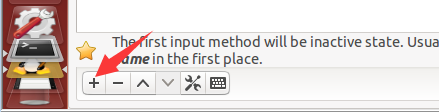 The first input method will be inactive state. Usua
ame in the first place.